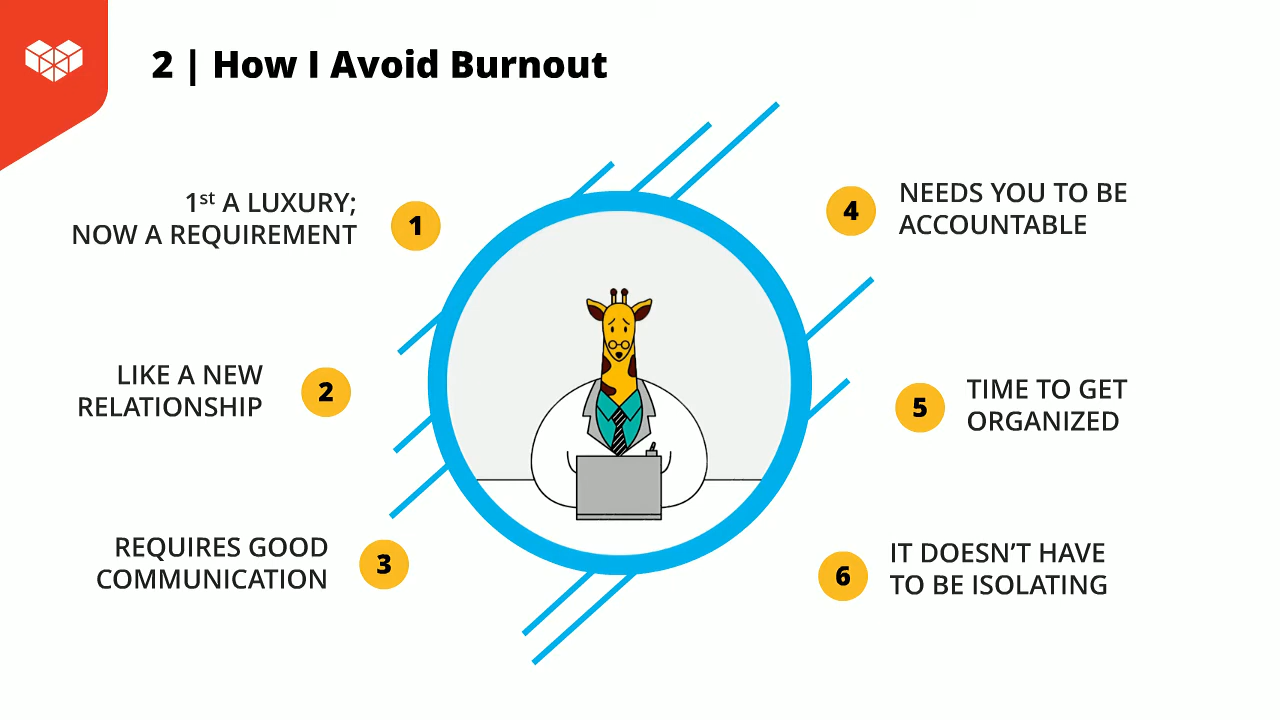 2 | How I Avoid Burnout
1st A LUXURY;
NOW A REQUIREMENT
1
LIKE A NEW
RELATIONSHIP
2
REQUIRES GOOD
COMMUNICATION
3
4
NEEDS YOU TO BE
ACCOUNTABLE
5
TIME TO GET
ORGANIZED
6
IT DOESN’T HAVE
TO BE ISOLATING